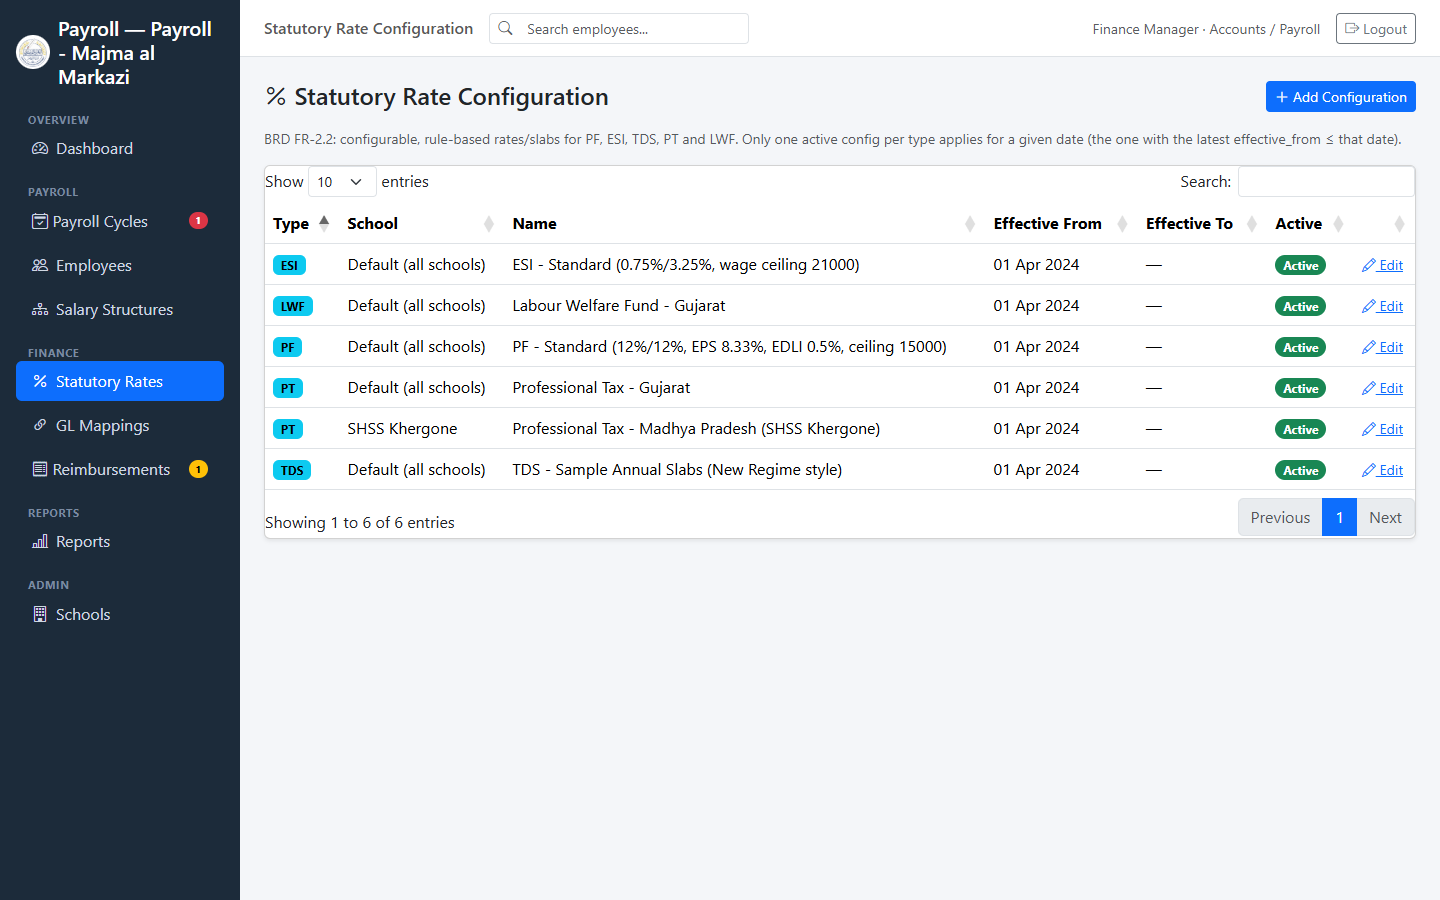 Payroll — Payroll
- Majma al
Markazi
OVERVIEW
Dashboard
PAYROLL
Payroll Cycles 1
Employees
Salary Structures
FINANCE
Statutory Rates
GL Mappings
Reimbursements 1
REPORTS
Reports
ADMIN
Schools
Statutory Rate Configuration Search employees... Finance Manager · Accounts / Payroll Logout
Statutory Rate Configuration + Add Configuration
BRD FR-2.2: configurable, rule-based rates/slabs for PF, ESI, TDS, PT and LWF. Only one active config per type applies for a given date (the one with the latest effective_from ≤ that date).
Show 10 entries Search:
Type School Name Effective From Effective To Active
ESI Default (all schools) ESI - Standard (0.75%/3.25%, wage ceiling 21000) 01 Apr 2024 — Active Edit
LWF Default (all schools) Labour Welfare Fund - Gujarat 01 Apr 2024 — Active Edit
PF Default (all schools) PF - Standard (12%/12%, EPS 8.33%, EDLI 0.5%, ceiling 15000) 01 Apr 2024 — Active Edit
PT Default (all schools) Professional Tax - Gujarat 01 Apr 2024 — Active Edit
PT SHSS Khergone Professional Tax - Madhya Pradesh (SHSS Khergone) 01 Apr 2024 — Active Edit
TDS Default (all schools) TDS - Sample Annual Slabs (New Regime style) 01 Apr 2024 — Active Edit
Showing 1 to 6 of 6 entries Previous 1 Next